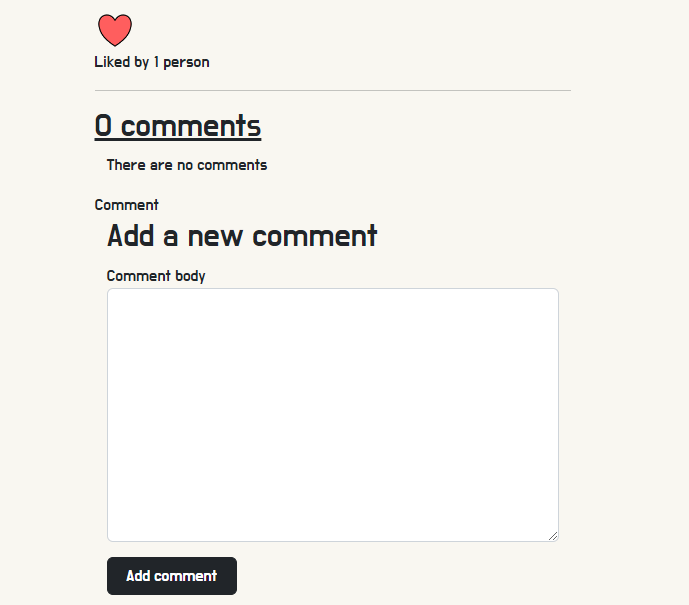 Liked by 1 person
0 comments
There are no comments
Comment
Add a new comment
Comment body
Add comment